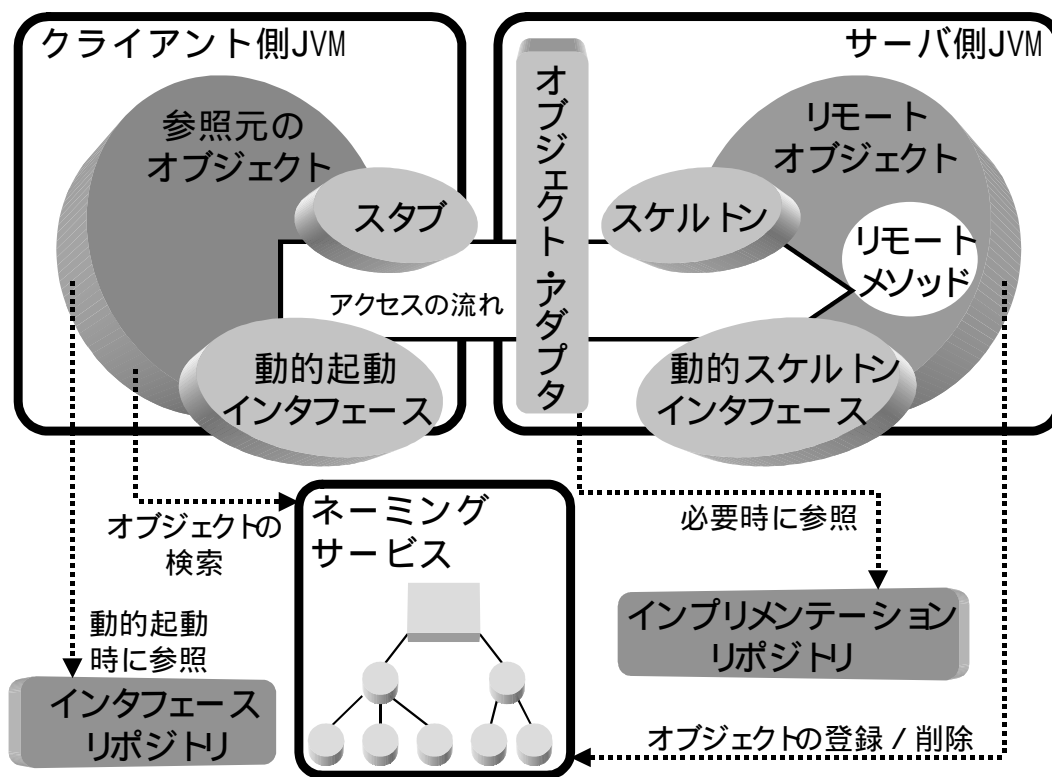 クライアント側JVM
サーバ側JVM
参照元の
オブジェクト
オブジェクト・アダプタ
リモート
オブジェクト
スタブ
スケルトン
リモート
メソッド
アクセスの流れ
動的起動
インタフェース
動的スケルトン
インタフェース
オブジェクトの
検索
ネーミング
サービス
必要時に参照
インプリメンテーション
リポジトリ
動的起動
時に参照
インタフェース
リポジトリ
オブジェクトの登録 / 削除